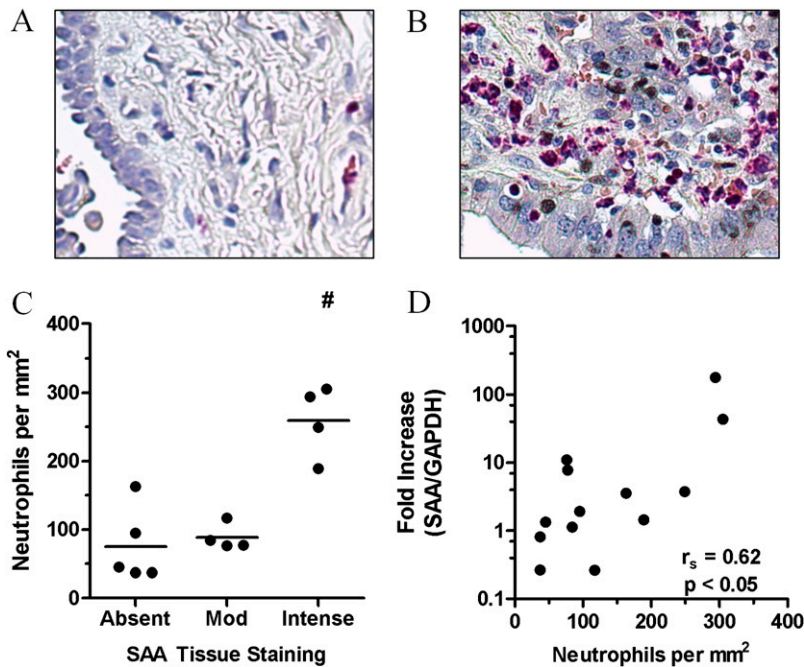 A
B
C
#
400
300
200
100
0
Neutrophils per mm²
Absent Mod Intense
SAA Tissue Staining
D
1000
100
10
1
0.1
Fold Increase
(SAA/GAPDH)
rs = 0.62
p < 0.05
0 100 200 300 400
Neutrophils per mm²